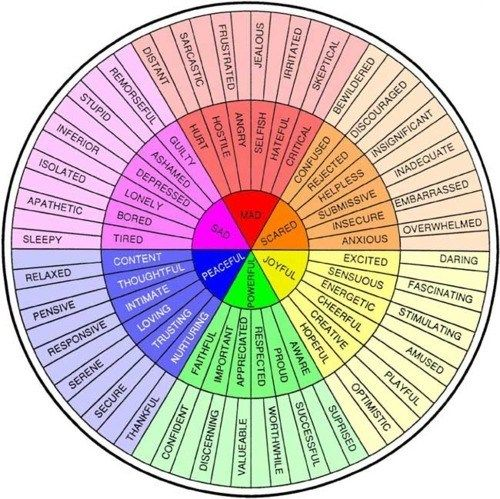 MAD
SCARED
JOYFUL
POWERFUL
PEACEFUL
SAD
HURT
HOSTILE
ANGRY
SELFISH
HATEFUL
CRITICAL
CONFUSED
REJECTED
HELPLESS
SUBMISSIVE
INSECURE
ANXIOUS
EXCITED
SENSUOUS
ENERGETIC
CHEERFUL
CREATIVE
HOPEFUL
AWARE
PROUD
RESPECTED
APPRECIATED
IMPORTANT
FAITHFUL
NURTURING
TRUSTING
LOVING
INTIMATE
THOUGHTFUL
CONTENT
TIRED
BORED
LONELY
DEPRESSED
ASHAMED
GUILTY
DISTANT
SARCASTIC
FRUSTRATED
JEALOUS
IRRITATED
SKEPTICAL
BEWILDERED
DISCOURAGED
INSIGNIFICANT
INADEQUATE
EMBARRASSED
OVERWHELMED
DARING
FASCINATING
STIMULATING
AMUSED
PLAYFUL
OPTIMISTIC
SUPRISED
SUCCESSFUL
WORTHWHILE
VALUEABLE
DISCERNING
CONFIDENT
THANKFUL
SECURE
SERENE
RESPONSIVE
PENSIVE
RELAXED
SLEEPY
APATHETIC
ISOLATED
INFERIOR
STUPID
REMORSEFUL